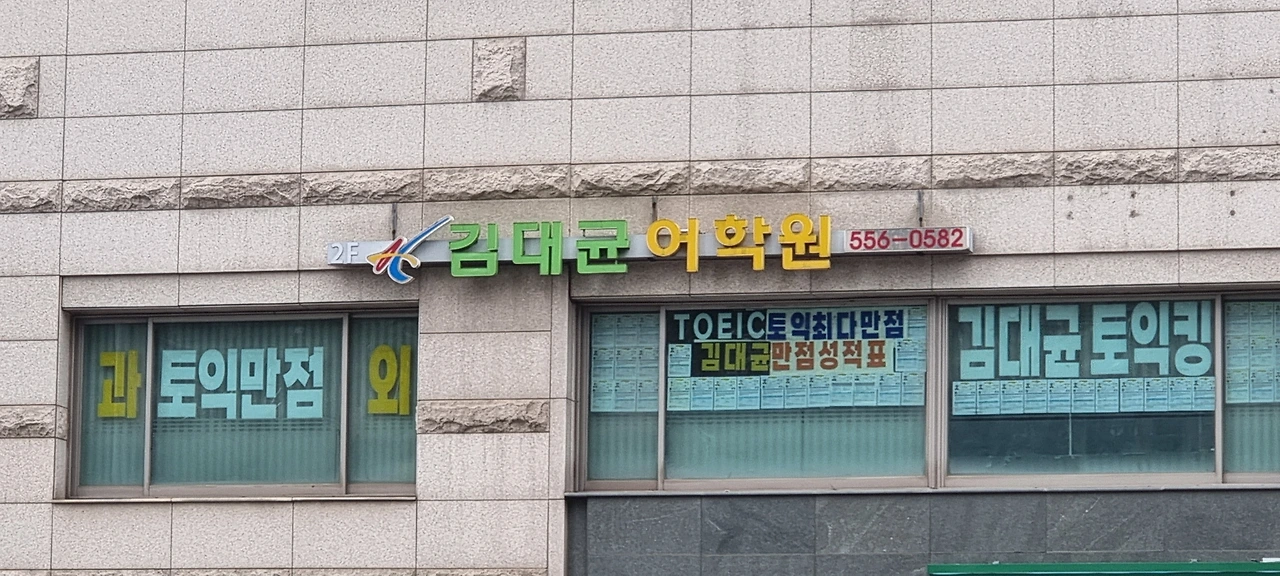 2F 김대균어학원 556-0582
과 토익만점 외
TOEIC토익최다만점
김대균만점성적표
김대균토익킹